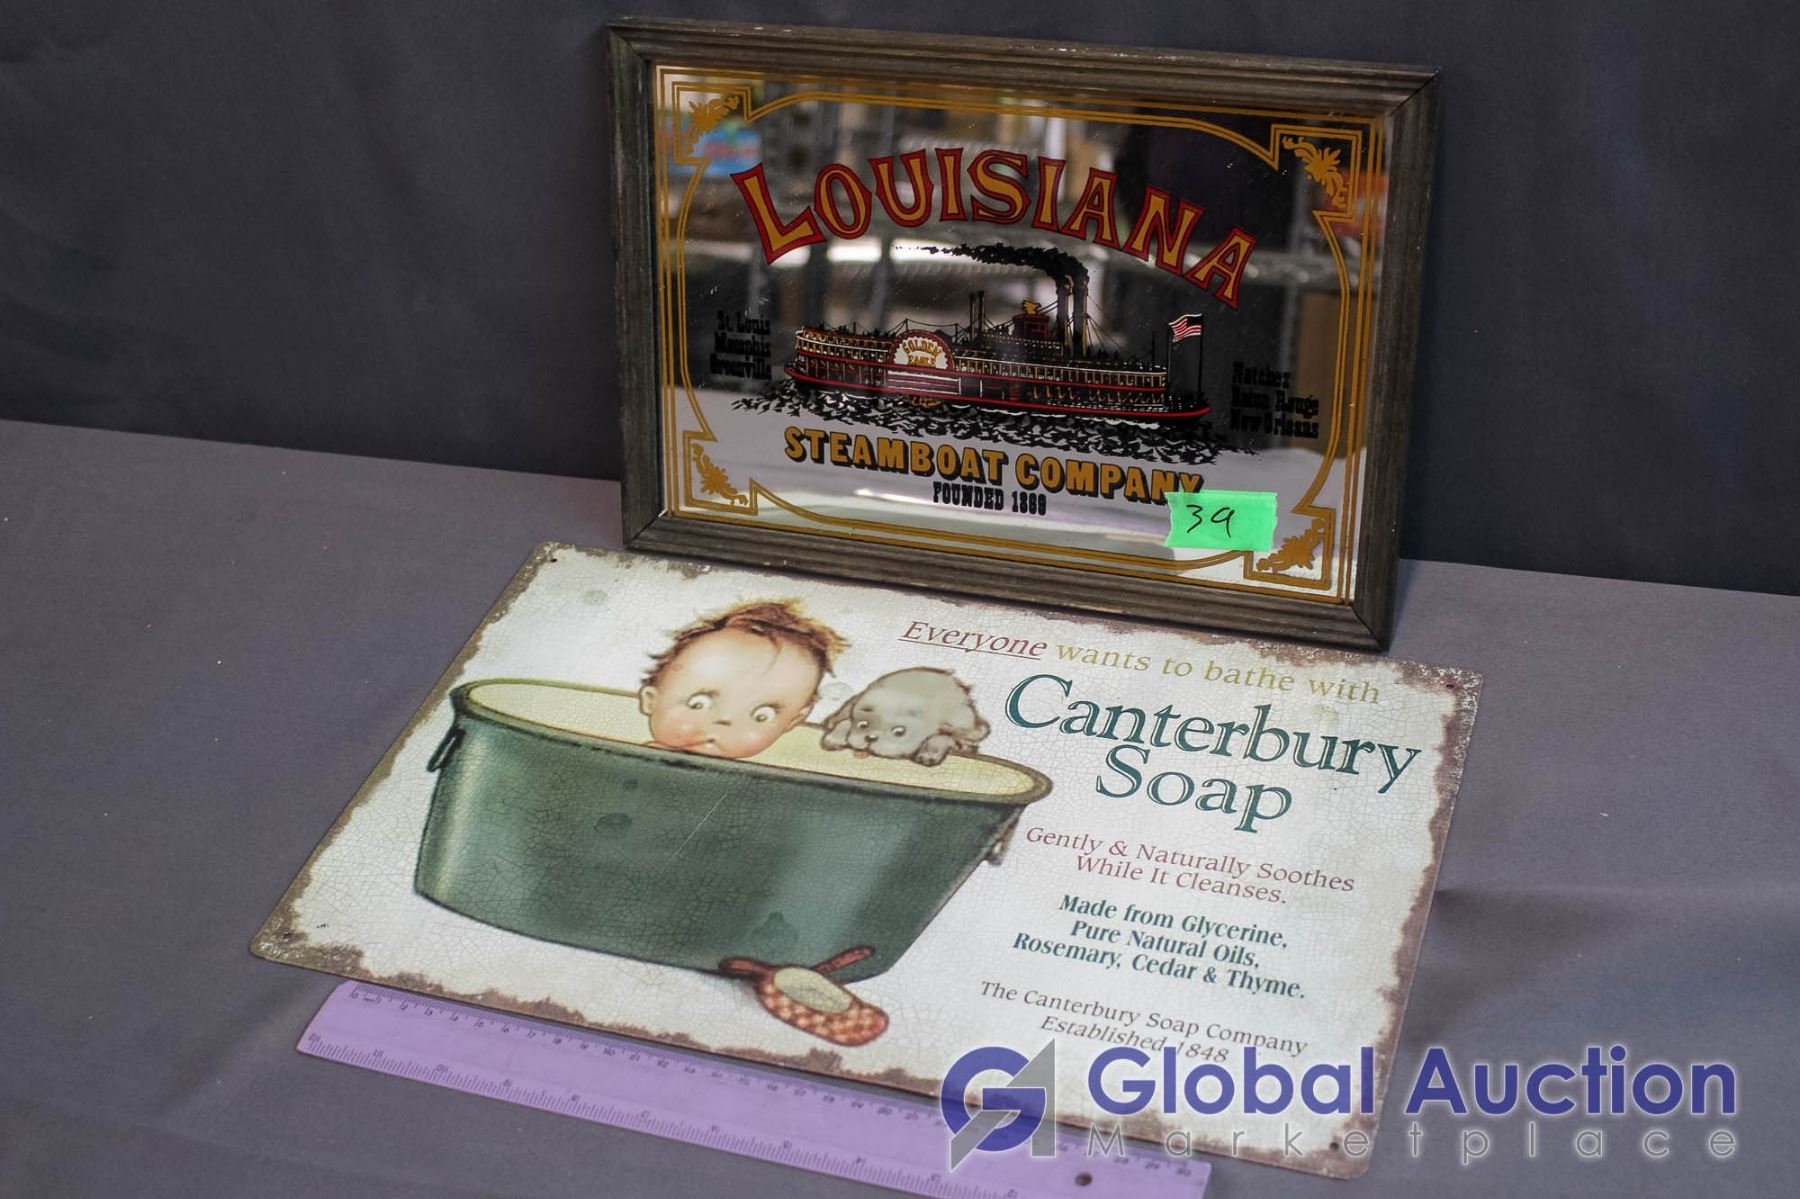 LOUISIANA
St. Louis
Memphis
Greenville
GOLDEN
EAGLE
Natchez
Baton Rouge
New Orleans
STEAMBOAT COMPANY
FOUNDED 1888
39
Everyone wants to bathe with
Canterbury
Soap
Gently & Naturally Soothes
While It Cleanses.
Made from Glycerine,
Pure Natural Oils,
Rosemary, Cedar & Thyme.
The Canterbury Soap Company
Established 1848
Global Auction
Marketplace